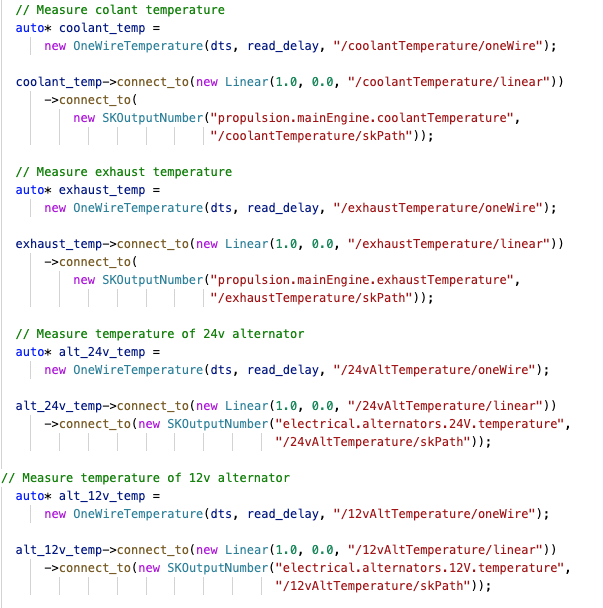 // Measure colant temperature
auto* coolant_temp =
new OneWireTemperature(dts, read_delay, "/coolantTemperature/oneWire");
coolant_temp->connect_to(new Linear(1.0, 0.0, "/coolantTemperature/linear"))
->connect_to(
new SKOutputNumber("propulsion.mainEngine.coolantTemperature",
"/coolantTemperature/skPath"));
// Measure exhaust temperature
auto* exhaust_temp =
new OneWireTemperature(dts, read_delay, "/exhaustTemperature/oneWire");
exhaust_temp->connect_to(new Linear(1.0, 0.0, "/exhaustTemperature/linear"))
->connect_to(
new SKOutputNumber("propulsion.mainEngine.exhaustTemperature",
"/exhaustTemperature/skPath"));
// Measure temperature of 24v alternator
auto* alt_24v_temp =
new OneWireTemperature(dts, read_delay, "/24vAltTemperature/oneWire");
alt_24v_temp->connect_to(new Linear(1.0, 0.0, "/24vAltTemperature/linear"))
->connect_to(new SKOutputNumber("electrical.alternators.24V.temperature",
"/24vAltTemperature/skPath"));
// Measure temperature of 12v alternator
auto* alt_12v_temp =
new OneWireTemperature(dts, read_delay, "/12vAltTemperature/oneWire");
alt_12v_temp->connect_to(new Linear(1.0, 0.0, "/12vAltTemperature/linear"))
->connect_to(new SKOutputNumber("electrical.alternators.12V.temperature",
"/12vAltTemperature/skPath"));